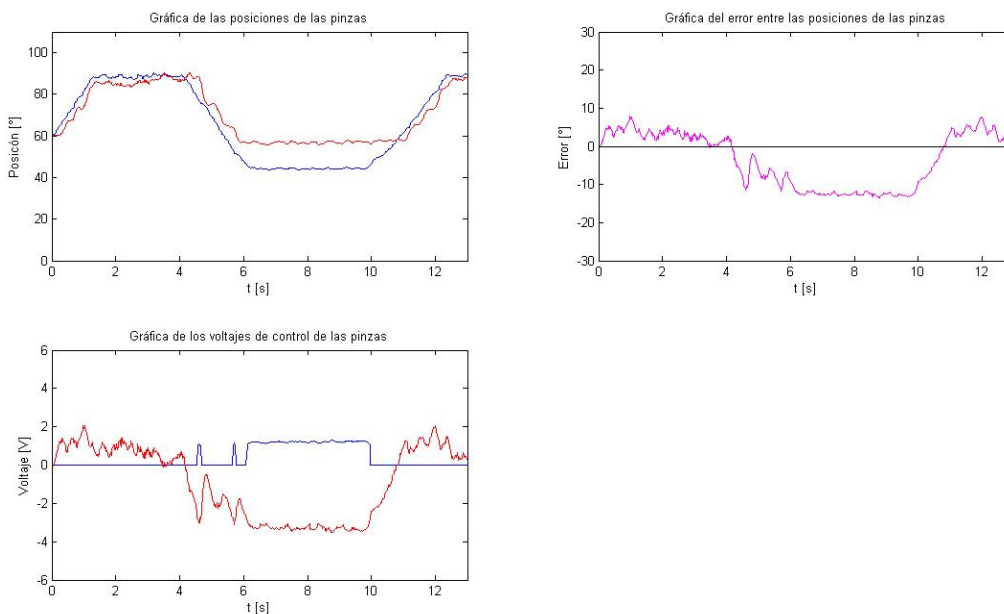 Gráfica de las posiciones de las pinzas
100
80
60
40
20
0
Posicón [°]
0 2 4 6 8 10 12
t [s]
Gráfica del error entre las posiciones de las pinzas
30
20
10
0
-10
-20
-30
Error [°]
0 2 4 6 8 10 12
t [s]
Gráfica de los voltajes de control de las pinzas
6
4
2
0
-2
-4
-6
Voltaje [V]
0 2 4 6 8 10 12
t [s]